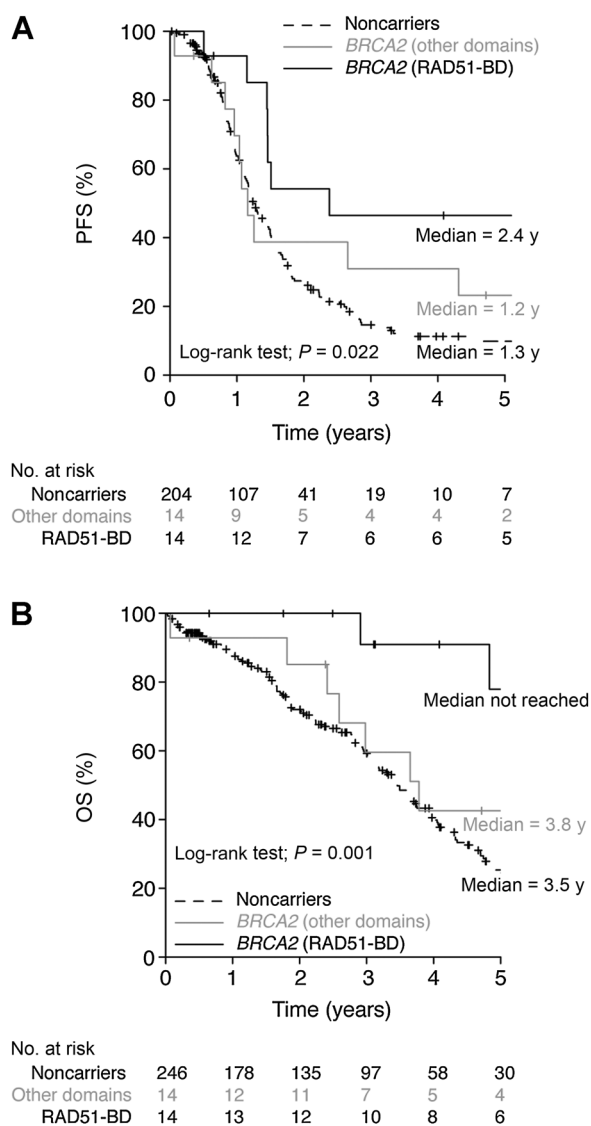 A
Noncarriers
BRCA2 (other domains)
BRCA2 (RAD51-BD)
100
80
60
40
20
0
PFS (%)
Median = 2.4 y
Median = 1.2 y
Log-rank test; P = 0.022
Median = 1.3 y
0 1 2 3 4 5
Time (years)
No. at risk
Noncarriers 204 107 41 19 10 7
Other domains 14 9 5 4 4 2
RAD51-BD 14 12 7 6 6 5
B
100
80
60
40
20
0
OS (%)
Median not reached
Median = 3.8 y
Log-rank test; P = 0.001
Median = 3.5 y
Noncarriers
BRCA2 (other domains)
BRCA2 (RAD51-BD)
0 1 2 3 4 5
Time (years)
No. at risk
Noncarriers 246 178 135 97 58 30
Other domains 14 12 11 7 5 4
RAD51-BD 14 13 12 10 8 6